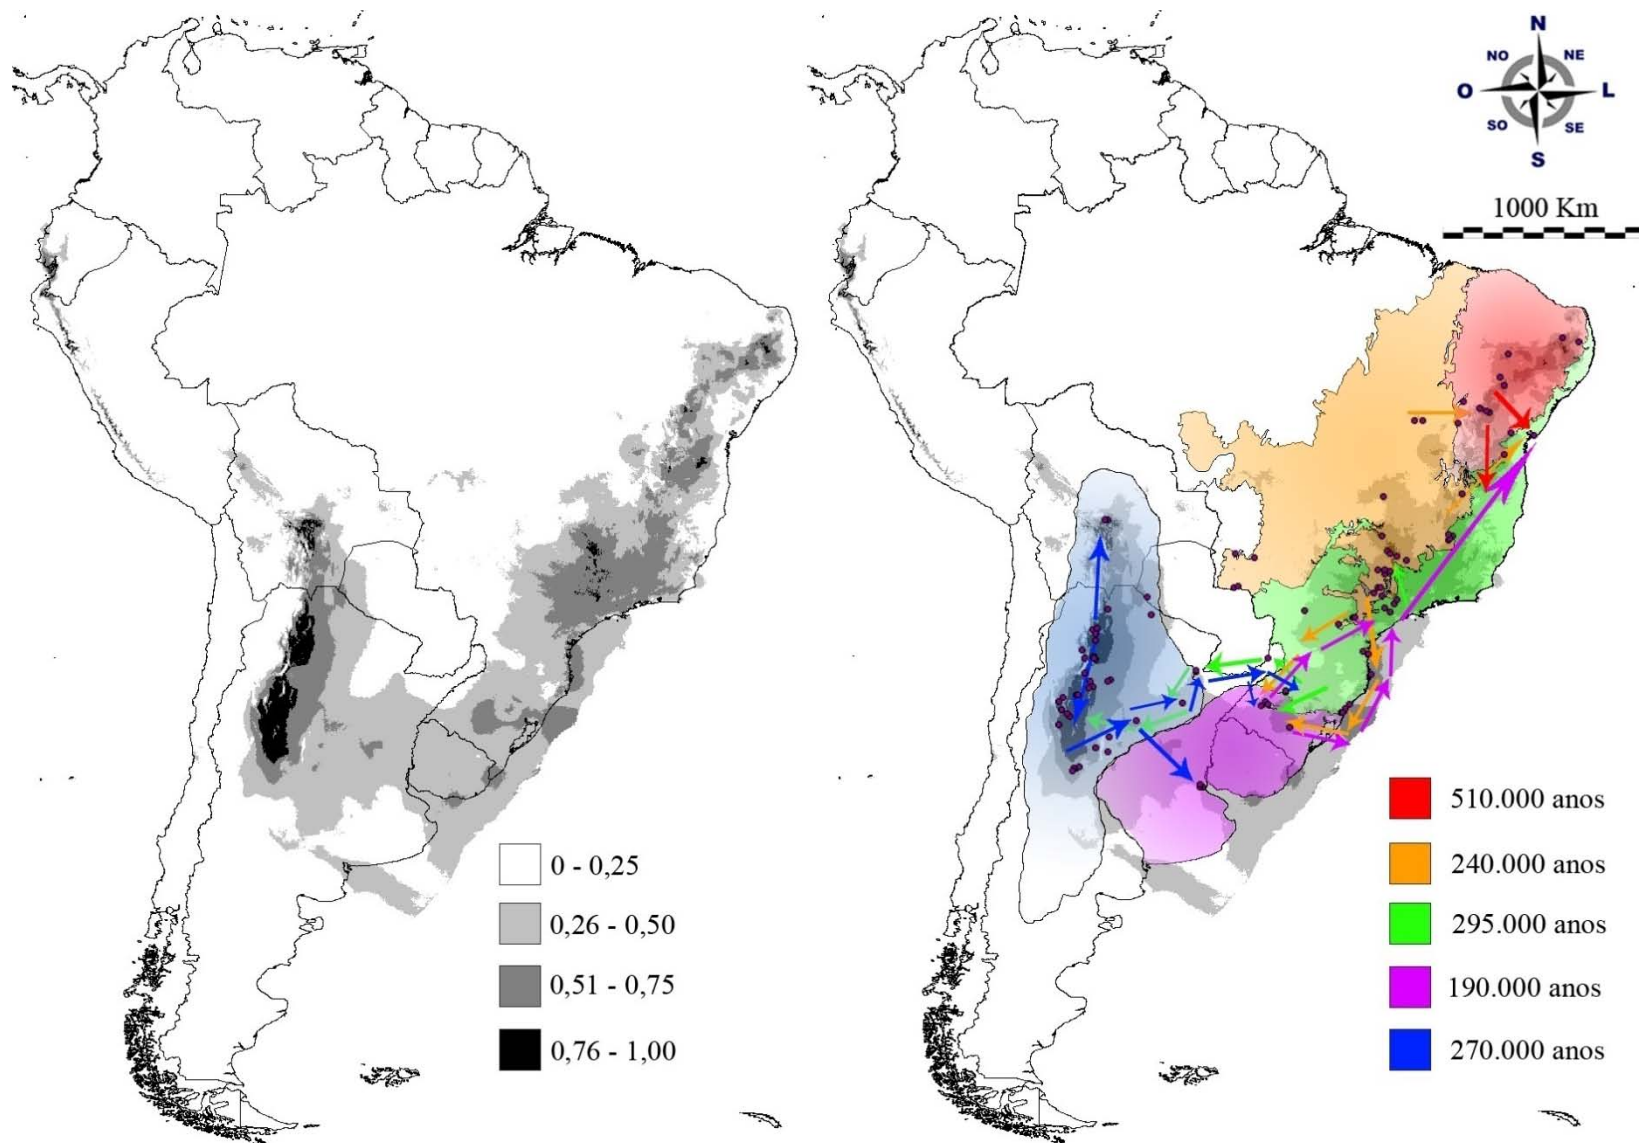 0 - 0,25
0,26 - 0,50
0,51 - 0,75
0,76 - 1,00
N
NO NE
O L
SO SE
S
1000 Km
510.000 anos
240.000 anos
295.000 anos
190.000 anos
270.000 anos